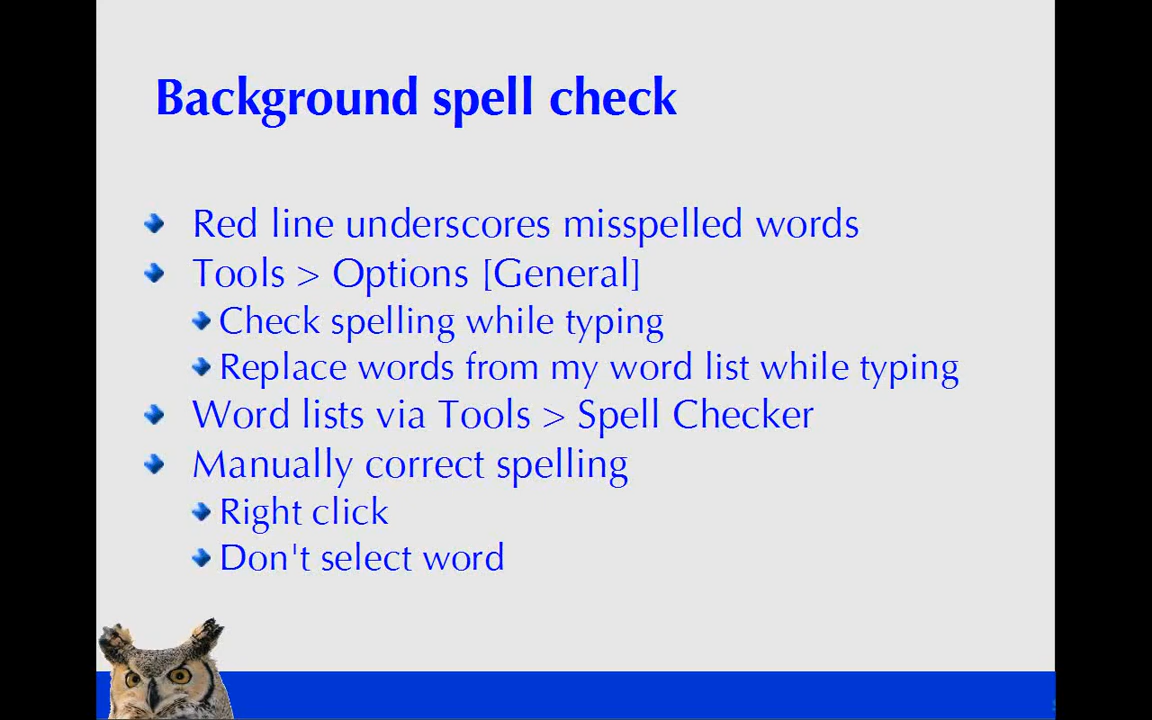 Background spell check
Red line underscores misspelled words
Tools > Options [General]
Check spelling while typing
Replace words from my word list while typing
Word lists via Tools > Spell Checker
Manually correct spelling
Right click
Don't select word